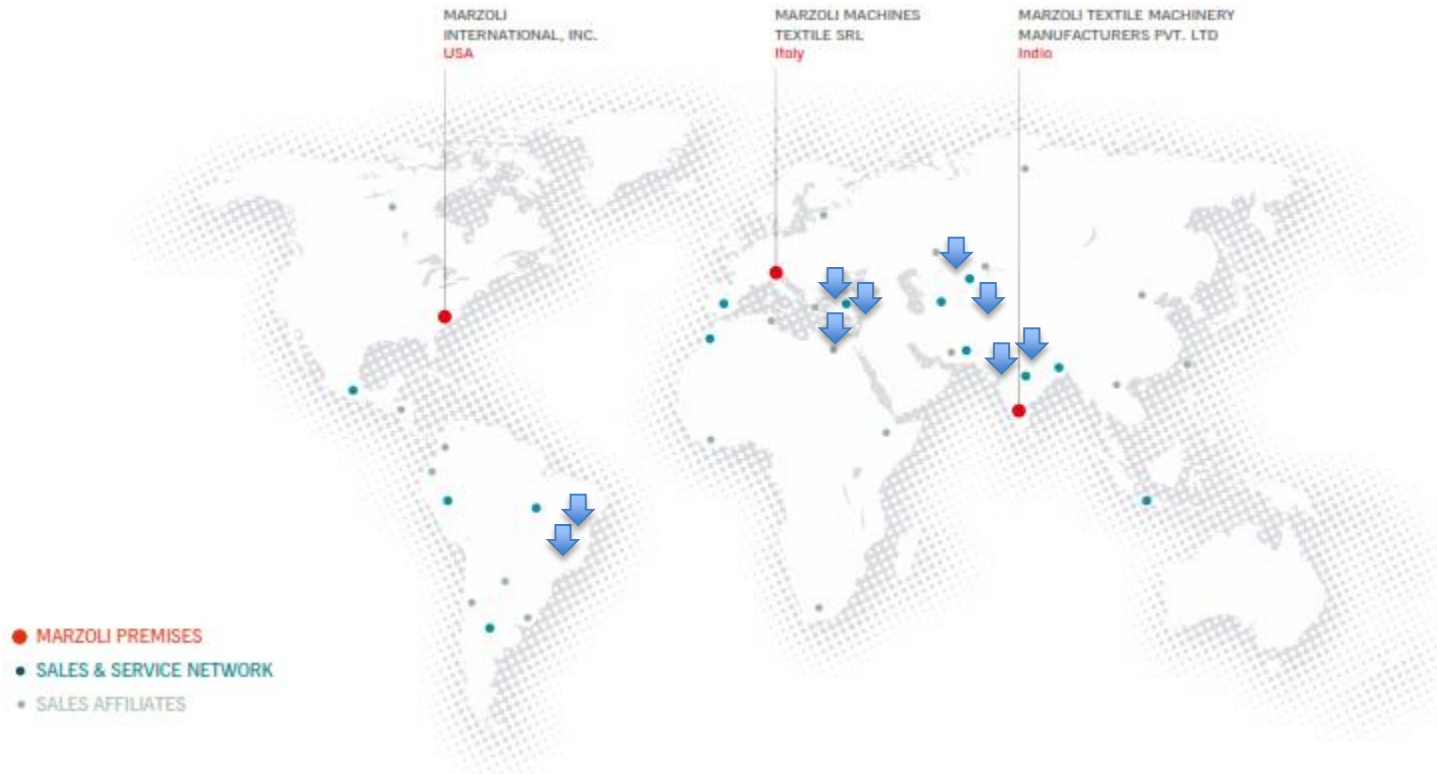 MARZOLI
INTERNATIONAL, INC.
USA
MARZOLI MACHINES
TEXTILE SRL
Italy
MARZOLI TEXTILE MACHINERY
MANUFACTURERS PVT. LTD
India
MARZOLI PREMISES
SALES & SERVICE NETWORK
SALES AFFILIATES